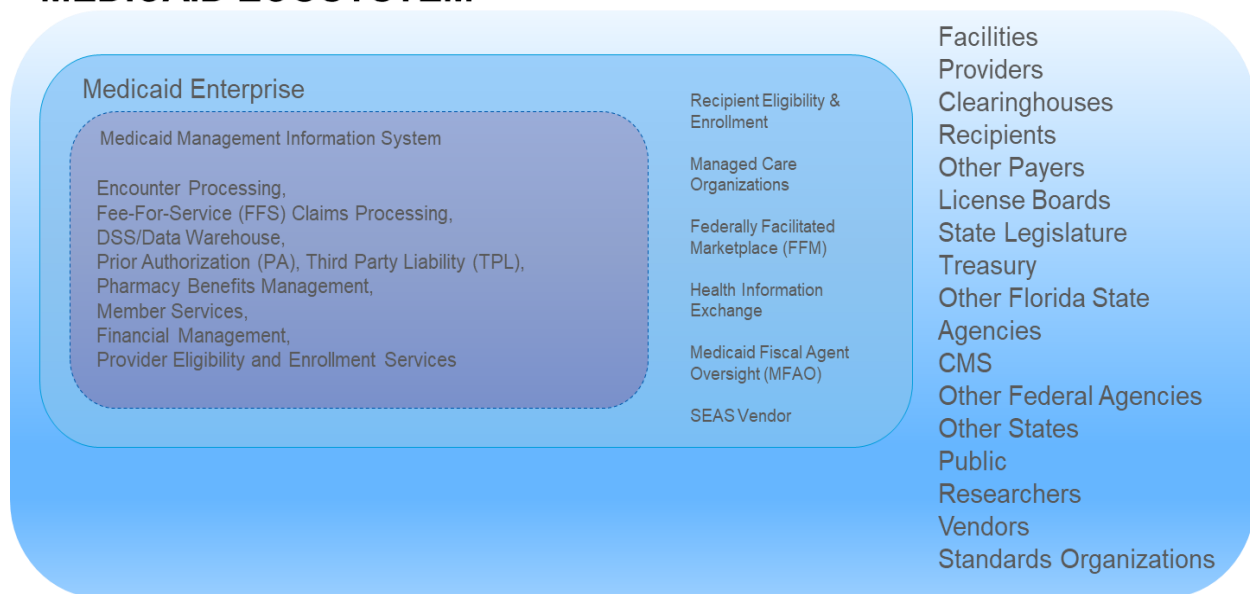 MEDICAID ECOSYSTEM
Medicaid Enterprise
Medicaid Management Information System
Encounter Processing,
Fee-For-Service (FFS) Claims Processing,
DSS/Data Warehouse,
Prior Authorization (PA), Third Party Liability (TPL),
Pharmacy Benefits Management,
Member Services,
Financial Management,
Provider Eligibility and Enrollment Services
Recipient Eligibility &
Enrollment
Managed Care
Organizations
Federally Facilitated
Marketplace (FFM)
Health Information
Exchange
Medicaid Fiscal Agent
Oversight (MFAO)
SEAS Vendor
Facilities
Providers
Clearinghouses
Recipients
Other Payers
License Boards
State Legislature
Treasury
Other Florida State
Agencies
CMS
Other Federal Agencies
Other States
Public
Researchers
Vendors
Standards Organizations